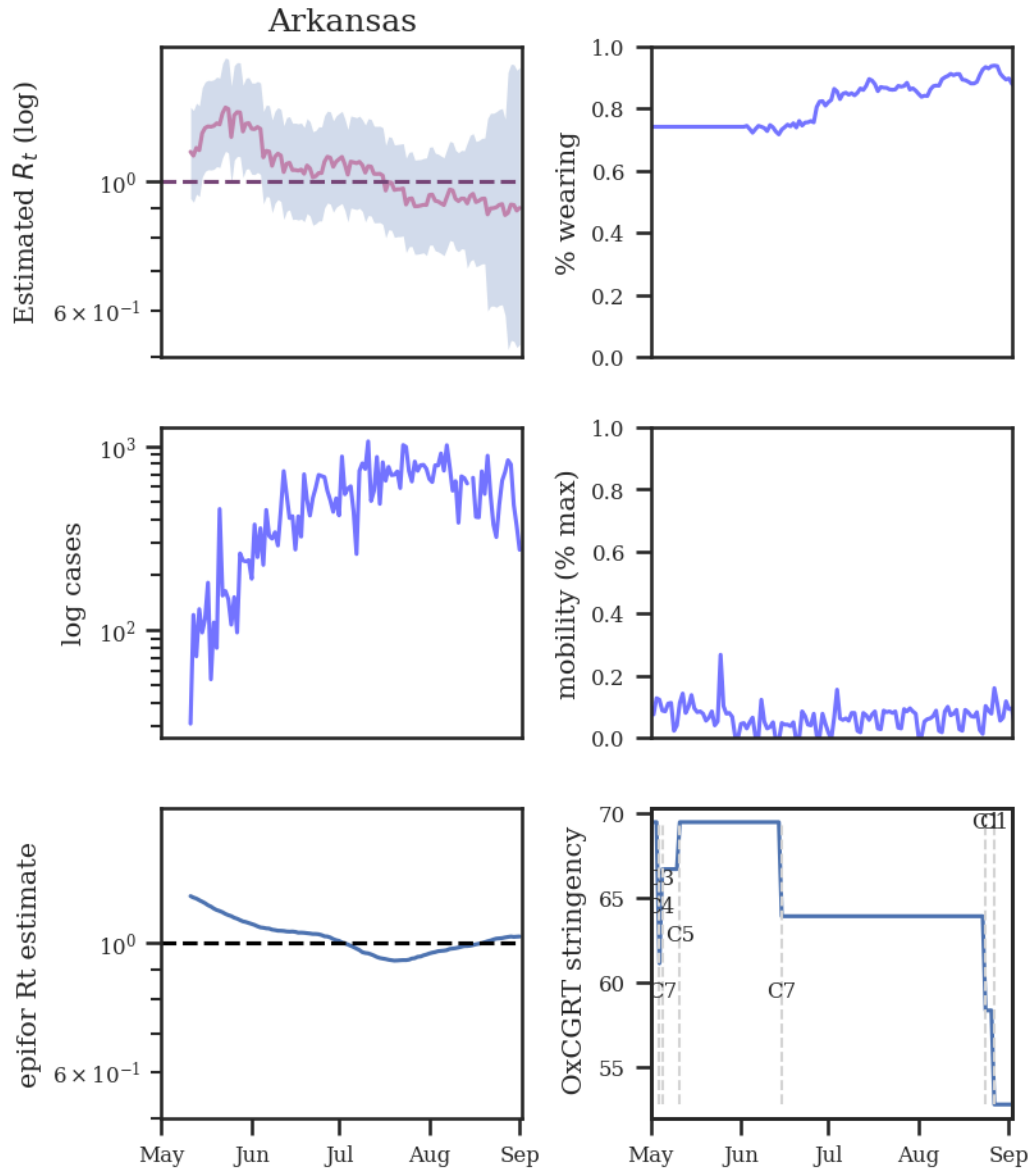 Arkansas
Estimated R_t (log)
10^0
6 × 10^-1
% wearing
1.0
0.8
0.6
0.4
0.2
0.0
log cases
10^3
10^2
mobility (% max)
1.0
0.8
0.6
0.4
0.2
0.0
epifor Rt estimate
10^0
6 × 10^-1
May
Jun
Jul
Aug
Sep
OxCGRT stringency
70
65
60
55
C4
C5
C7
C7
C1
May
Jun
Jul
Aug
Sep